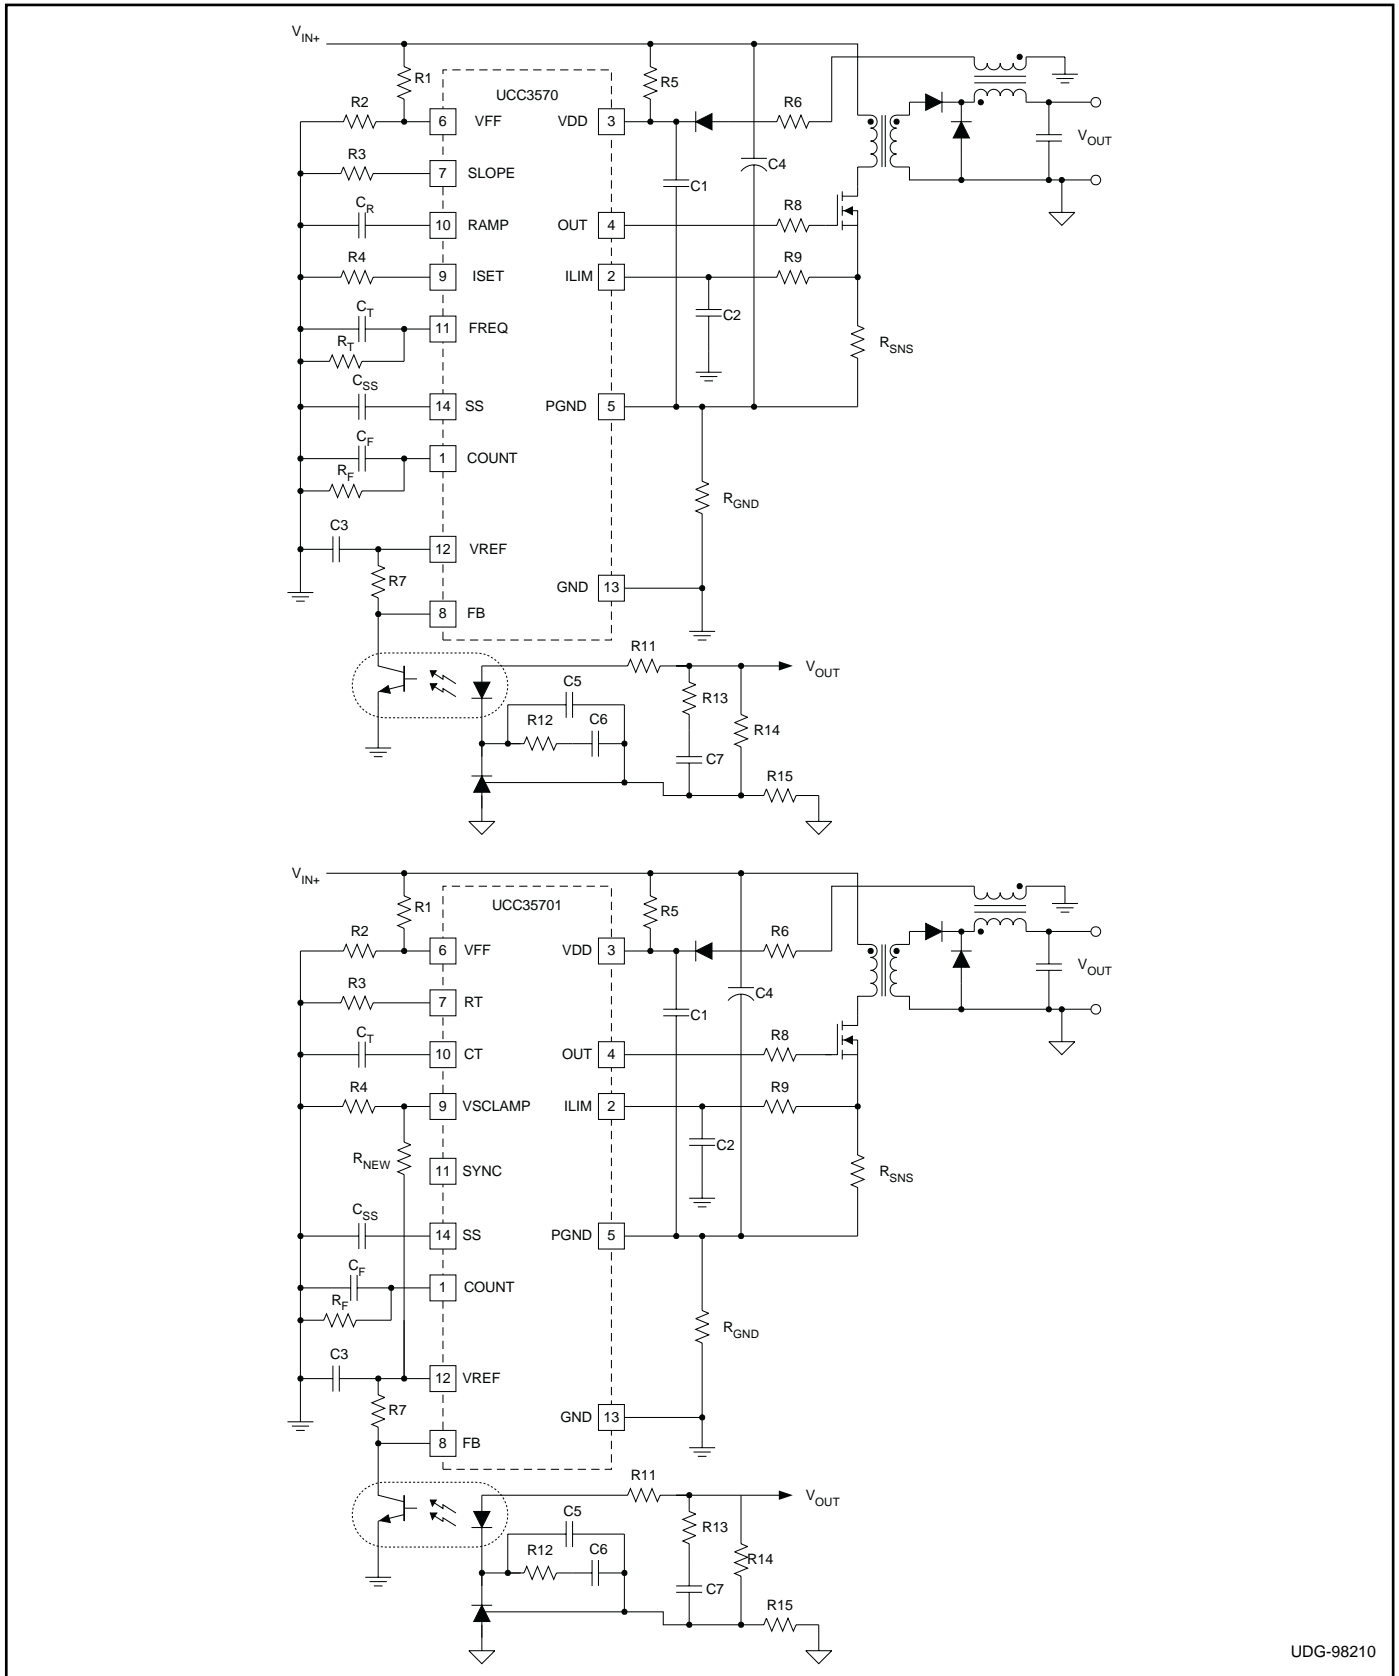 VIN+
R1
UCC3570
R5
R2
6 VFF
VDD 3
R6
VOUT
R3
7 SLOPE
C1
C4
CR
10 RAMP
OUT 4
R8
R4
9 ISET
ILIM 2
R9
CT
11 FREQ
C2
RT
RSNS
CSS
14 SS
PGND 5
CF
1 COUNT
RF
RGND
C3
12 VREF
R7
GND 13
8 FB
R11
VOUT
C5
R13
R12
C6
R14
C7
R15
VIN+
R1
UCC35701
R5
R2
6 VFF
VDD 3
R6
VOUT
R3
7 RT
C1
C4
CT
10 CT
OUT 4
R8
R4
9 VSCLAMP
ILIM 2
R9
C2
RNEW
11 SYNC
RSNS
CSS
14 SS
PGND 5
CF
1 COUNT
RF
RGND
C3
12 VREF
R7
GND 13
8 FB
R11
VOUT
C5
R13
R12
C6
R14
C7
R15
UDG-98210